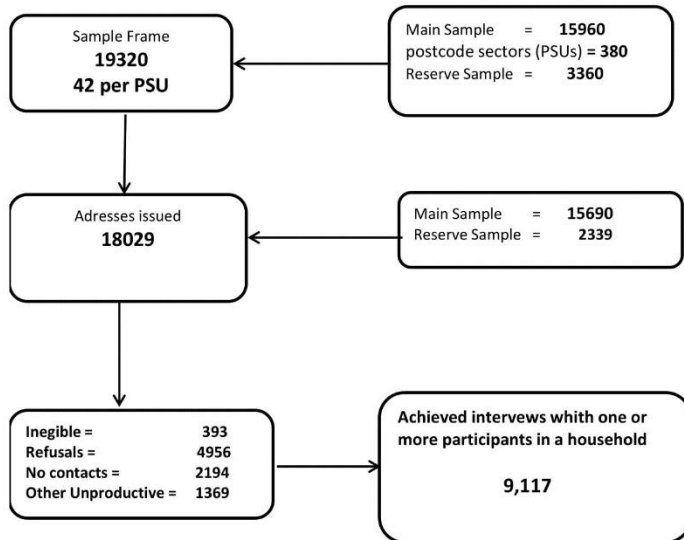 Sample Frame
19320
42 per PSU
Main Sample = 15960
postcode sectors (PSUs) = 380
Reserve Sample = 3360
Adresses issued
18029
Main Sample = 15690
Reserve Sample = 2339
Inegible = 393
Refusals = 4956
No contacts = 2194
Other Unproductive = 1369
Achieved intervews whith one or
more participants in a household
9,117